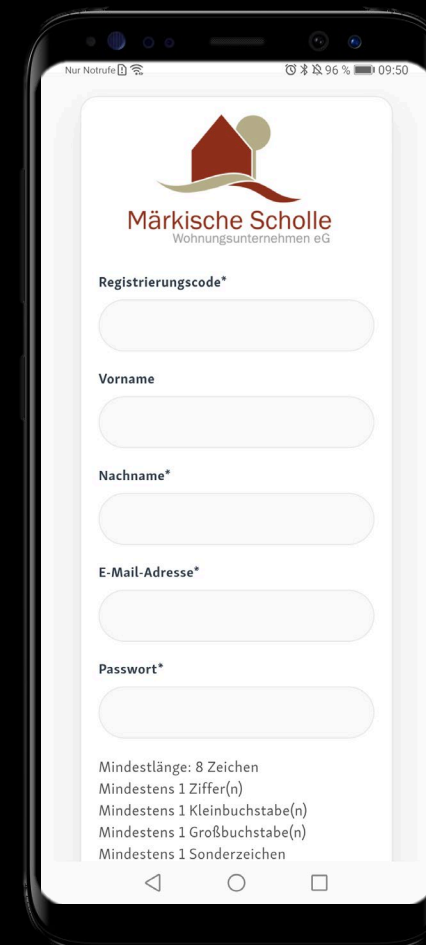 Nur Notrufe 96 % 09:50
Märkische Scholle
Wohnungsunternehmen eG
Registrierungscode*
Vorname
Nachname*
E-Mail-Adresse*
Passwort*
Mindestlänge: 8 Zeichen
Mindestens 1 Ziffer(n)
Mindestens 1 Kleinbuchstabe(n)
Mindestens 1 Großbuchstabe(n)
Mindestens 1 Sonderzeichen